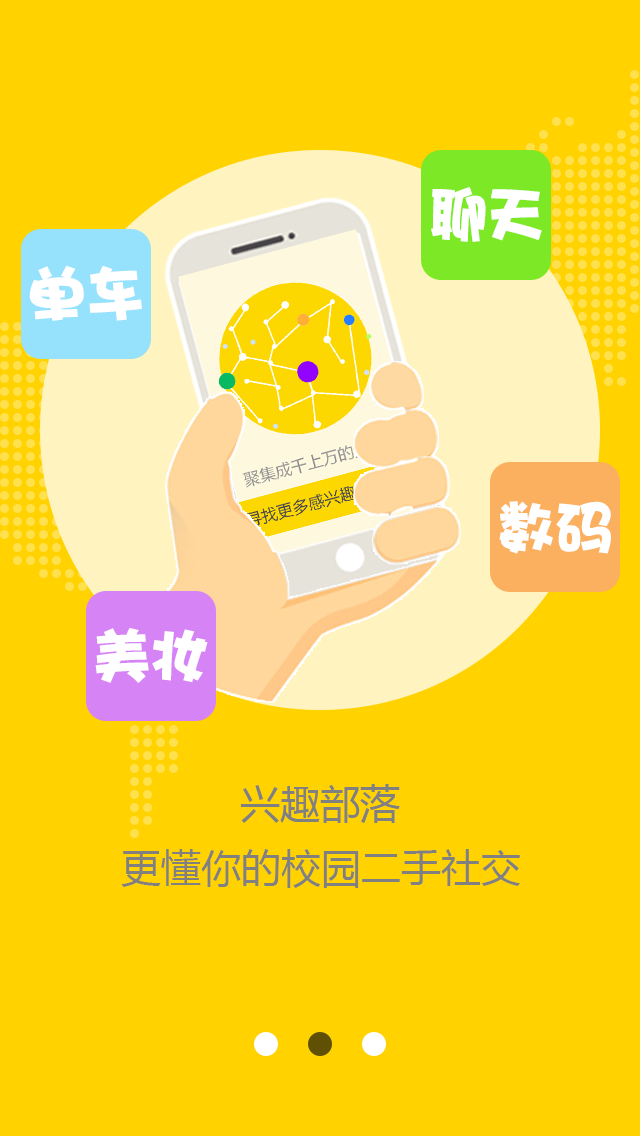 聊天
单车
聚集成千上万的
寻找更多感兴趣
数码
美妆
兴趣部落
更懂你的校园二手社交